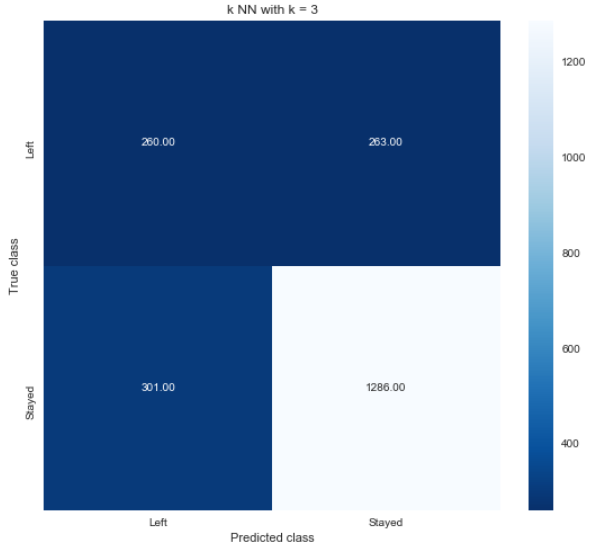 k NN with k = 3
1200
260.00 263.00
Left
1000
True class
800
600
301.00 1286.00
Stayed
400
Left Stayed
Predicted class